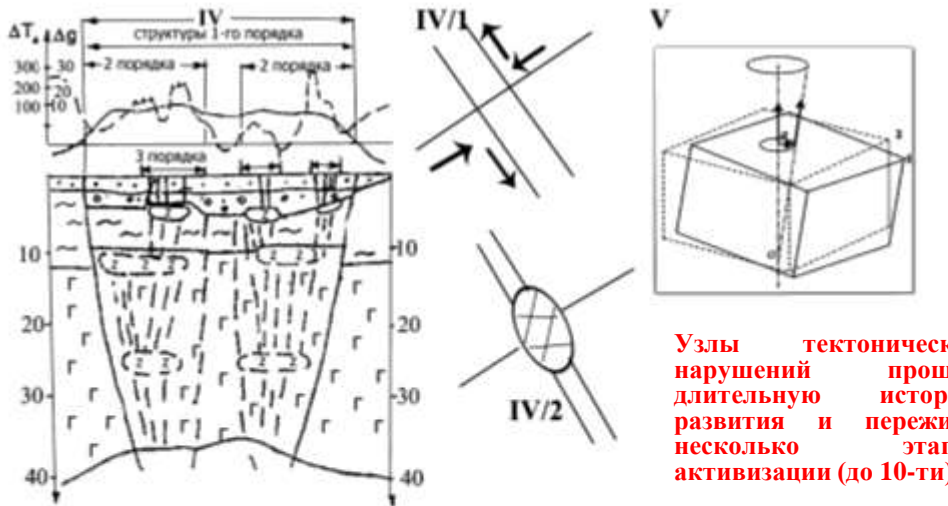 IV
структуры 1-го порядка
ΔTa Δg
2 порядка 2 порядка
300 30
200 20
100 10
3 порядка
10 10
20 20
30 30
40 40
IV/1
IV/2
V
Узлы тектоническ
нарушений прош
длительную истор
развития и пережи
несколько этап
активизации (до 10-ти)